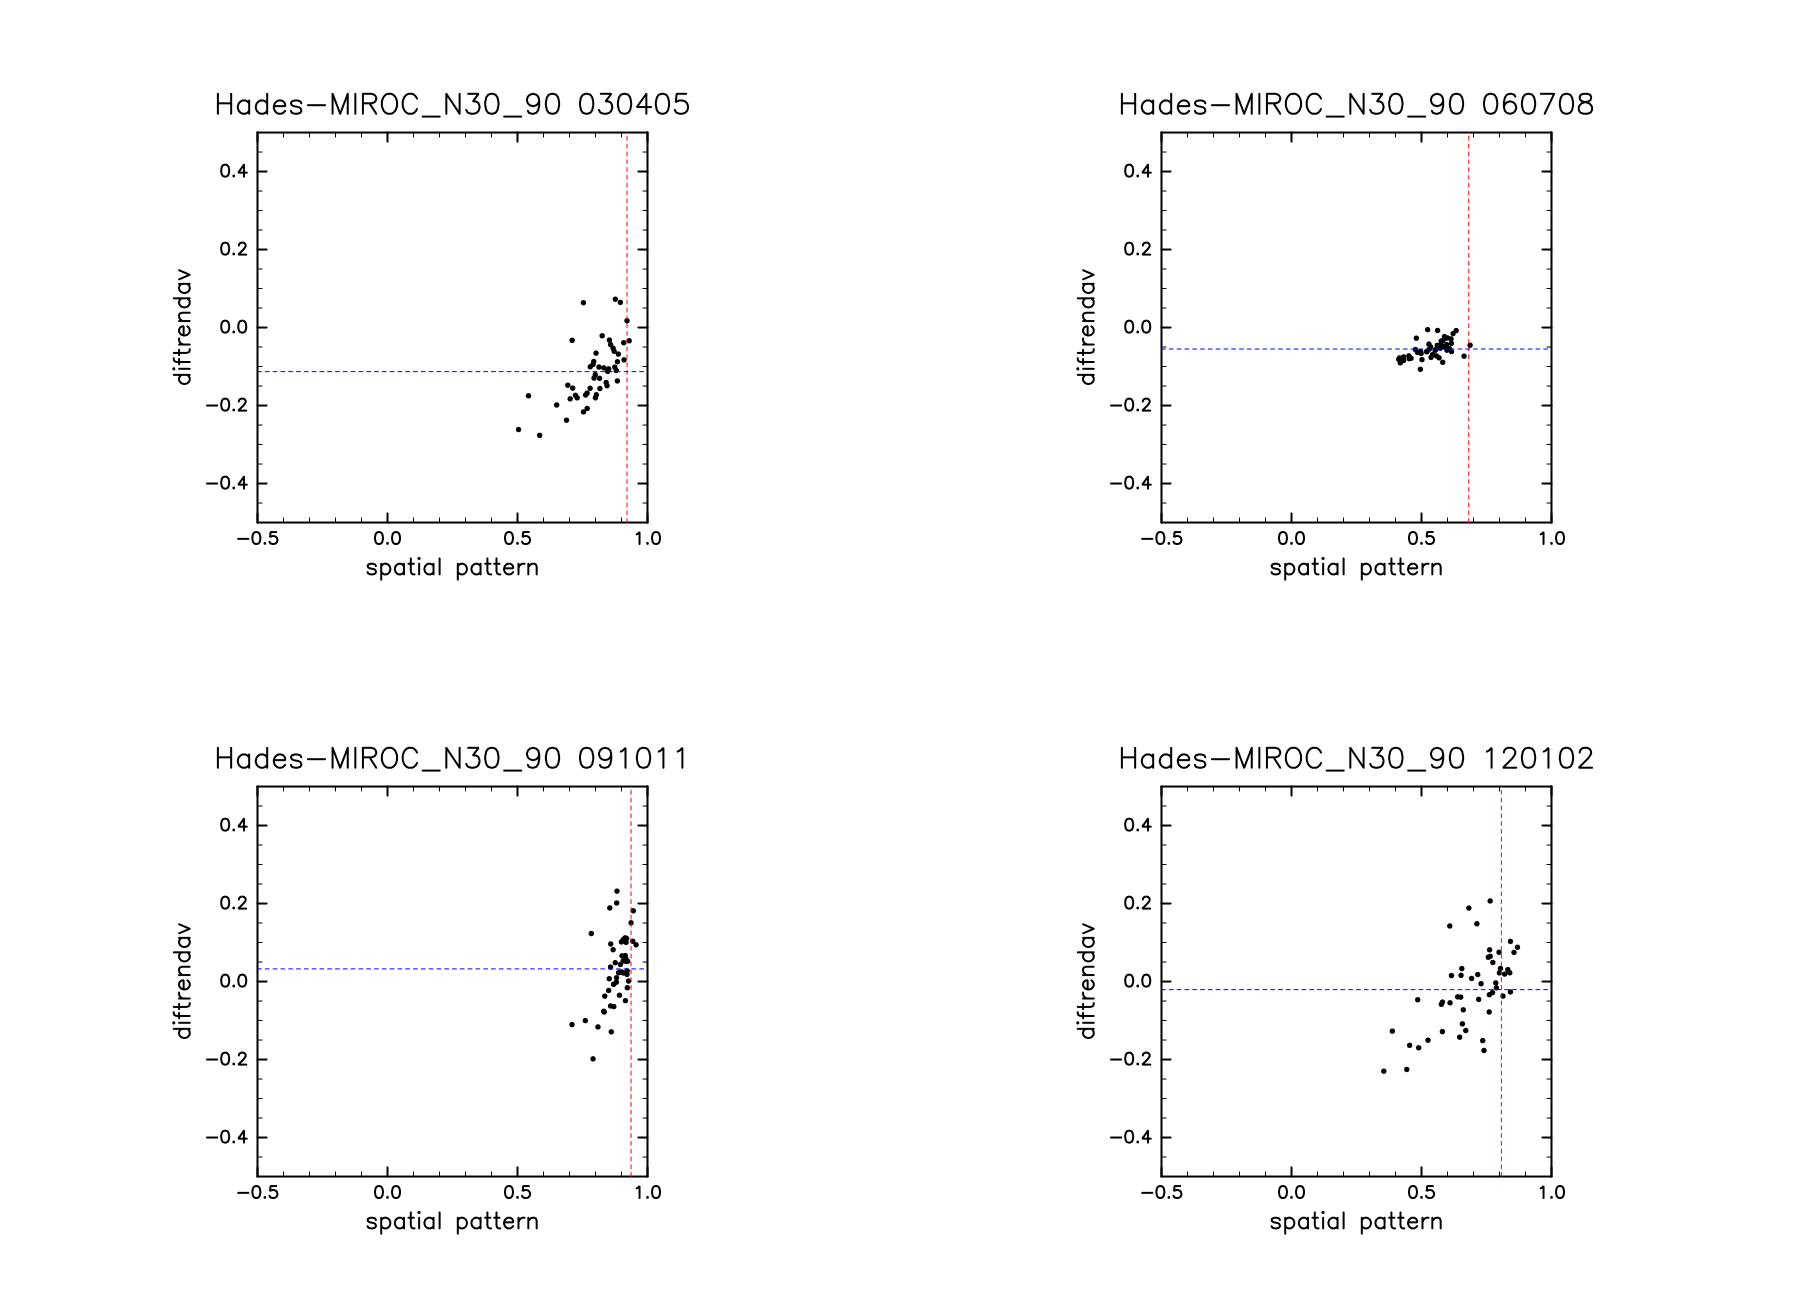 Hades-MIROC_N30_90 030405
0.4
0.2
0.0
-0.2
-0.4
diftrendav
-0.5 0.0 0.5 1.0
spatial pattern
Hades-MIROC_N30_90 060708
0.4
0.2
0.0
-0.2
-0.4
diftrendav
-0.5 0.0 0.5 1.0
spatial pattern
Hades-MIROC_N30_90 091011
0.4
0.2
0.0
-0.2
-0.4
diftrendav
-0.5 0.0 0.5 1.0
spatial pattern
Hades-MIROC_N30_90 120102
0.4
0.2
0.0
-0.2
-0.4
diftrendav
-0.5 0.0 0.5 1.0
spatial pattern